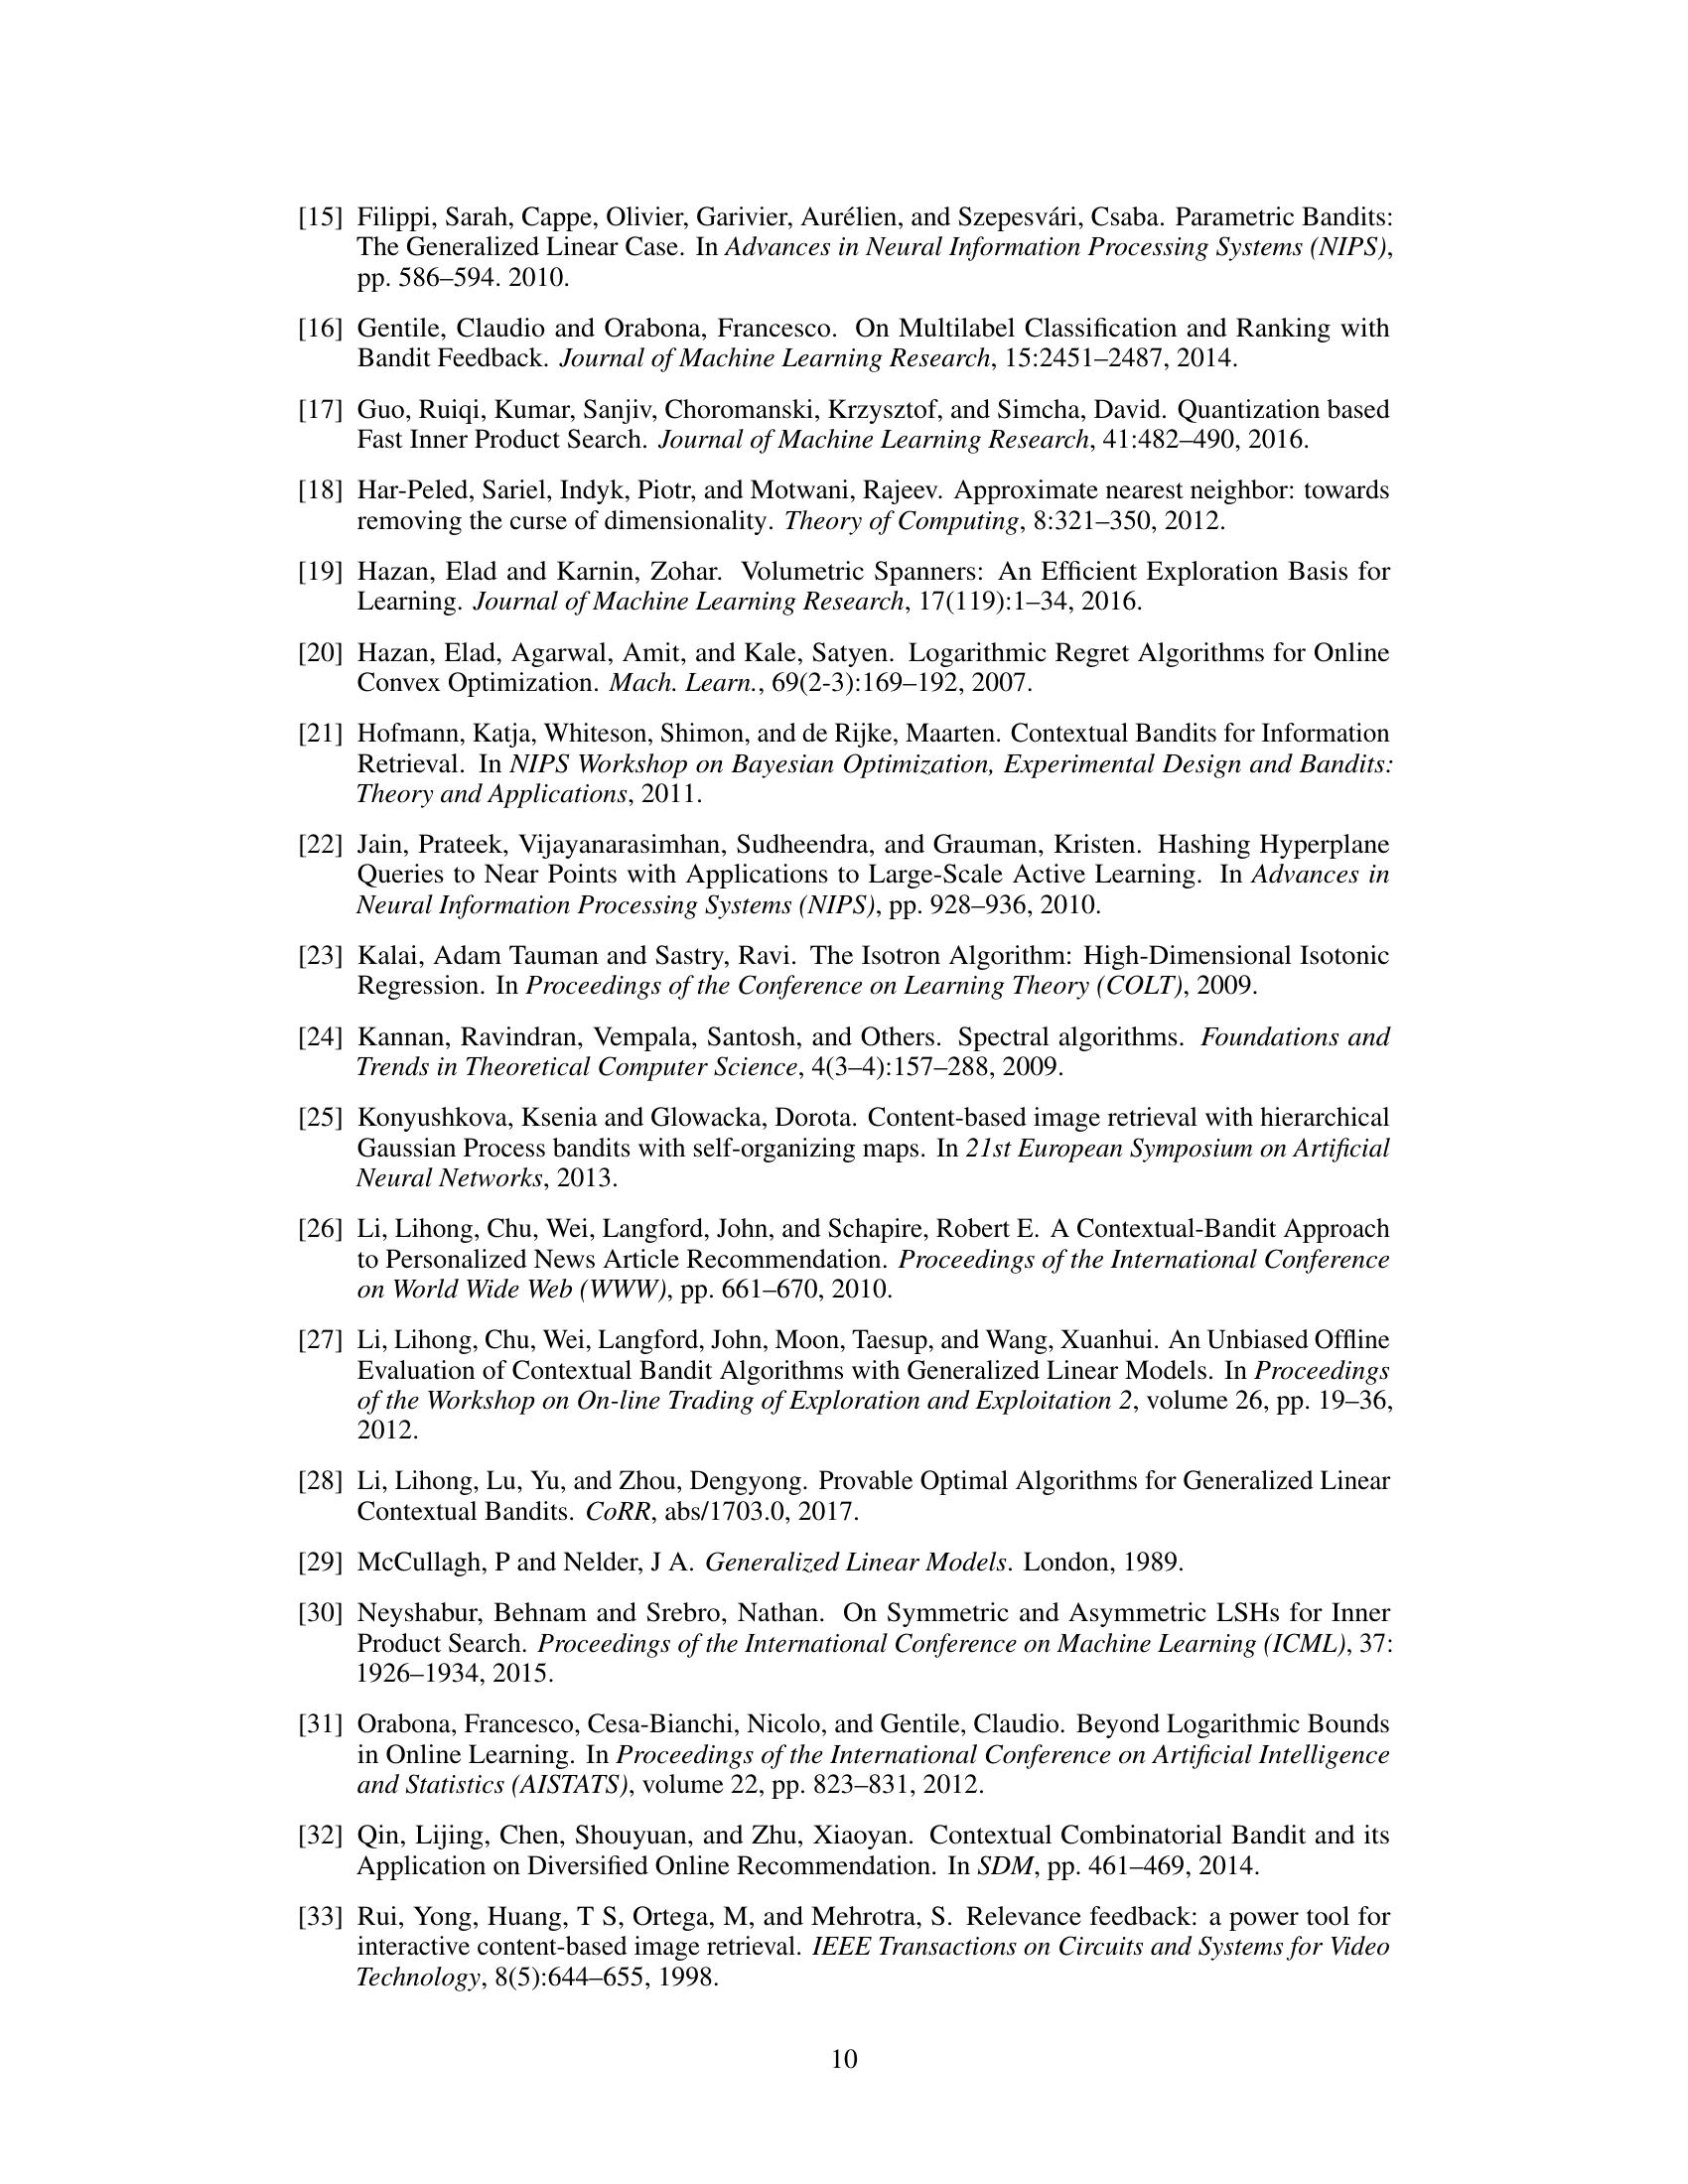 [15] Filippi, Sarah, Cappe, Olivier, Garivier, Aurélien, and Szepesvári, Csaba. Parametric Bandits:
The Generalized Linear Case. In Advances in Neural Information Processing Systems (NIPS),
pp. 586–594. 2010.
[16] Gentile, Claudio and Orabona, Francesco. On Multilabel Classification and Ranking with
Bandit Feedback. Journal of Machine Learning Research, 15:2451–2487, 2014.
[17] Guo, Ruiqi, Kumar, Sanjiv, Choromanski, Krzysztof, and Simcha, David. Quantization based
Fast Inner Product Search. Journal of Machine Learning Research, 41:482–490, 2016.
[18] Har-Peled, Sariel, Indyk, Piotr, and Motwani, Rajeev. Approximate nearest neighbor: towards
removing the curse of dimensionality. Theory of Computing, 8:321–350, 2012.
[19] Hazan, Elad and Karnin, Zohar. Volumetric Spanners: An Efficient Exploration Basis for
Learning. Journal of Machine Learning Research, 17(119):1–34, 2016.
[20] Hazan, Elad, Agarwal, Amit, and Kale, Satyen. Logarithmic Regret Algorithms for Online
Convex Optimization. Mach. Learn., 69(2-3):169–192, 2007.
[21] Hofmann, Katja, Whiteson, Shimon, and de Rijke, Maarten. Contextual Bandits for Information
Retrieval. In NIPS Workshop on Bayesian Optimization, Experimental Design and Bandits:
Theory and Applications, 2011.
[22] Jain, Prateek, Vijayanarasimhan, Sudheendra, and Grauman, Kristen. Hashing Hyperplane
Queries to Near Points with Applications to Large-Scale Active Learning. In Advances in
Neural Information Processing Systems (NIPS), pp. 928–936, 2010.
[23] Kalai, Adam Tauman and Sastry, Ravi. The Isotron Algorithm: High-Dimensional Isotonic
Regression. In Proceedings of the Conference on Learning Theory (COLT), 2009.
[24] Kannan, Ravindran, Vempala, Santosh, and Others. Spectral algorithms. Foundations and
Trends in Theoretical Computer Science, 4(3–4):157–288, 2009.
[25] Konyushkova, Ksenia and Glowacka, Dorota. Content-based image retrieval with hierarchical
Gaussian Process bandits with self-organizing maps. In 21st European Symposium on Artificial
Neural Networks, 2013.
[26] Li, Lihong, Chu, Wei, Langford, John, and Schapire, Robert E. A Contextual-Bandit Approach
to Personalized News Article Recommendation. Proceedings of the International Conference
on World Wide Web (WWW), pp. 661–670, 2010.
[27] Li, Lihong, Chu, Wei, Langford, John, Moon, Taesup, and Wang, Xuanhui. An Unbiased Offline
Evaluation of Contextual Bandit Algorithms with Generalized Linear Models. In Proceedings
of the Workshop on On-line Trading of Exploration and Exploitation 2, volume 26, pp. 19–36,
2012.
[28] Li, Lihong, Lu, Yu, and Zhou, Dengyong. Provable Optimal Algorithms for Generalized Linear
Contextual Bandits. CoRR, abs/1703.0, 2017.
[29] McCullagh, P and Nelder, J A. Generalized Linear Models. London, 1989.
[30] Neyshabur, Behnam and Srebro, Nathan. On Symmetric and Asymmetric LSHs for Inner
Product Search. Proceedings of the International Conference on Machine Learning (ICML), 37:
1926–1934, 2015.
[31] Orabona, Francesco, Cesa-Bianchi, Nicolo, and Gentile, Claudio. Beyond Logarithmic Bounds
in Online Learning. In Proceedings of the International Conference on Artificial Intelligence
and Statistics (AISTATS), volume 22, pp. 823–831, 2012.
[32] Qin, Lijing, Chen, Shouyuan, and Zhu, Xiaoyan. Contextual Combinatorial Bandit and its
Application on Diversified Online Recommendation. In SDM, pp. 461–469, 2014.
[33] Rui, Yong, Huang, T S, Ortega, M, and Mehrotra, S. Relevance feedback: a power tool for
interactive content-based image retrieval. IEEE Transactions on Circuits and Systems for Video
Technology, 8(5):644–655, 1998.
10